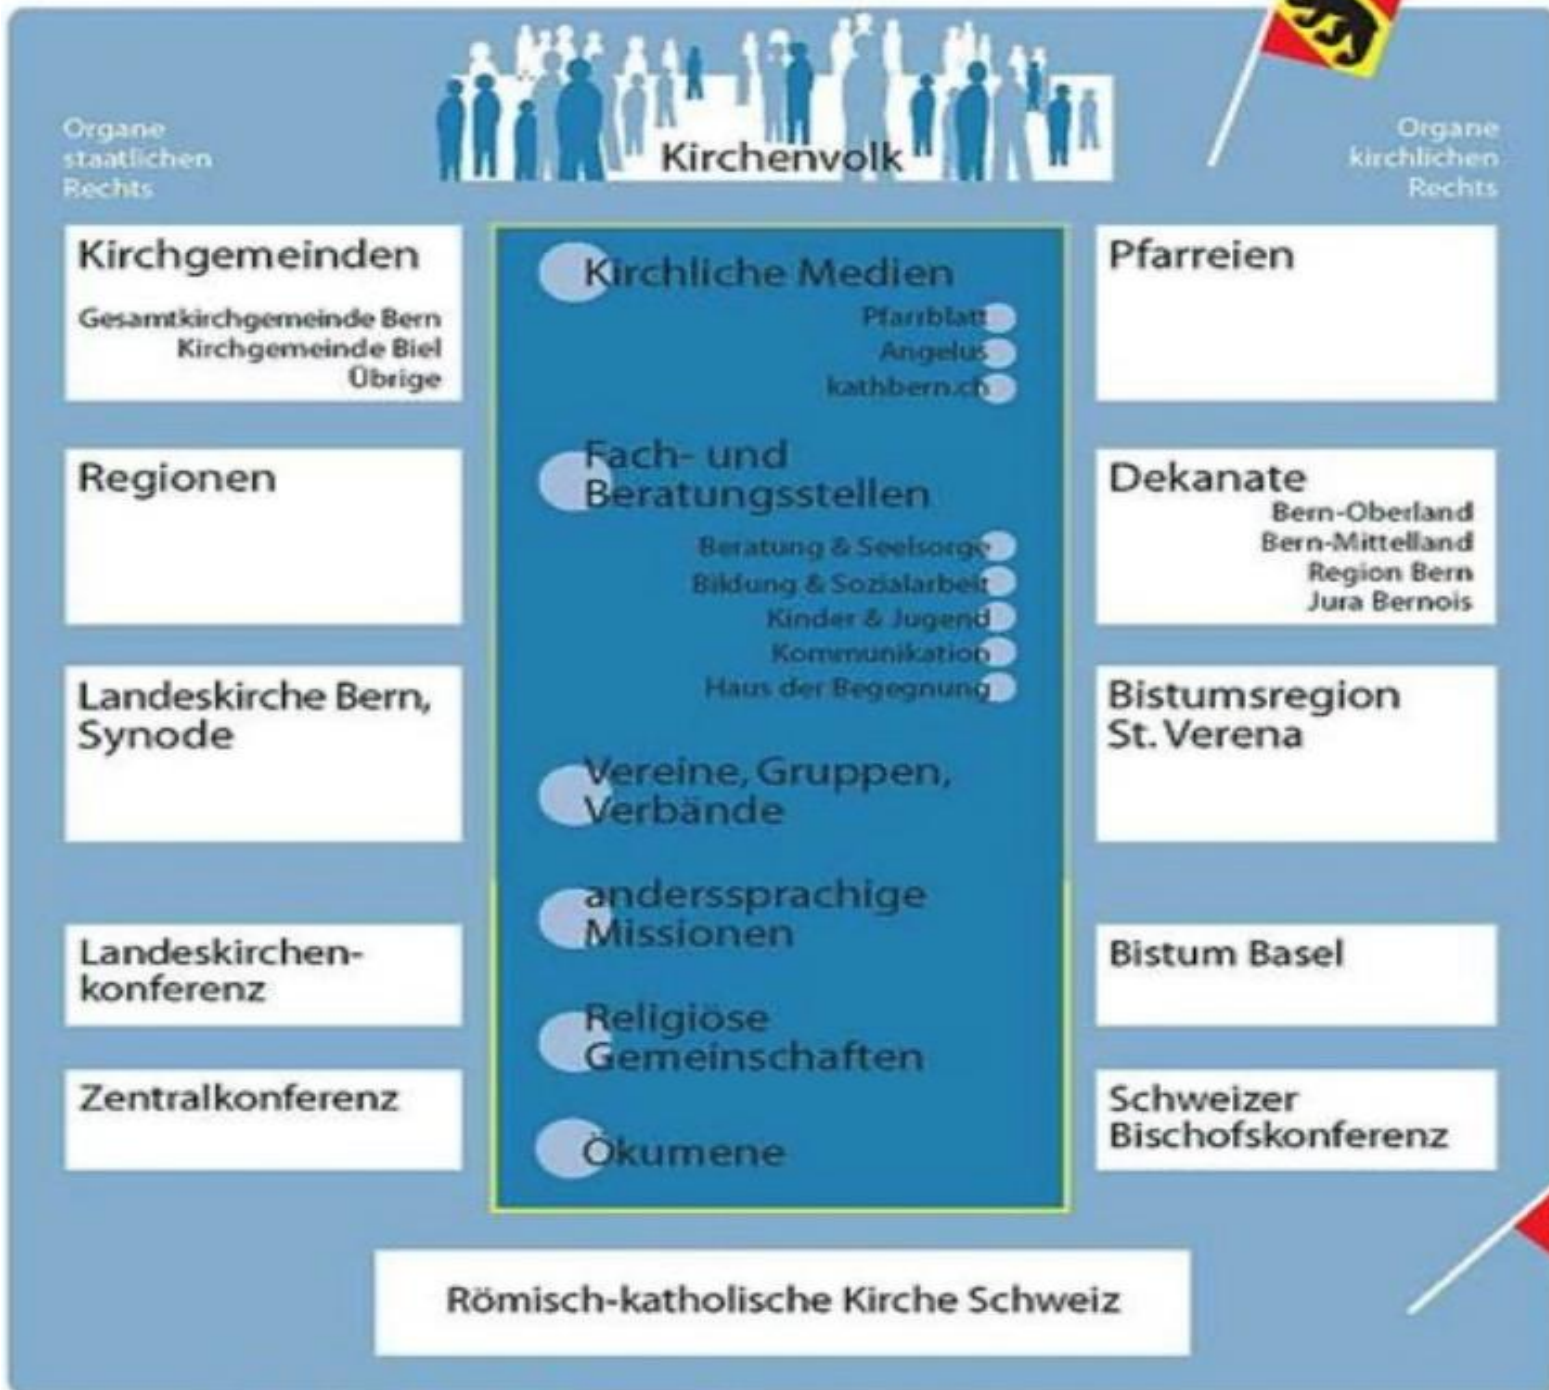 Kirchenvolk
Organe
staatlichen
Rechts
Organe
kirchlichen
Rechts
Kirchgemeinden
Gesamtkirchgemeinde Bern
Kirchgemeinde Biel
Übrige
Regionen
Landeskirche Bern,
Synode
Landeskirchen-
konferenz
Zentralkonferenz
Kirchliche Medien
Pfarrblatt
Angelus
kathbern.ch
Fach- und
Beratungsstellen
Beratung & Seelsorge
Bildung & Sozialarbeit
Kinder & Jugend
Kommunikation
Haus der Begegnung
Vereine, Gruppen,
Verbände
anderssprachige
Missionen
Religiöse
Gemeinschaften
Ökumene
Pfarreien
Dekanate
Bern-Oberland
Bern-Mittelland
Region Bern
Jura Bernois
Bistumsregion
St. Verena
Bistum Basel
Schweizer
Bischofskonferenz
Römisch-katholische Kirche Schweiz